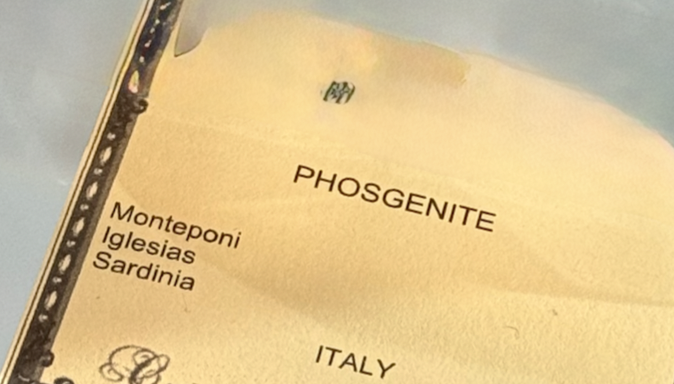 PHOSGENITE
Monteponi
Iglesias
Sardinia
ITALY